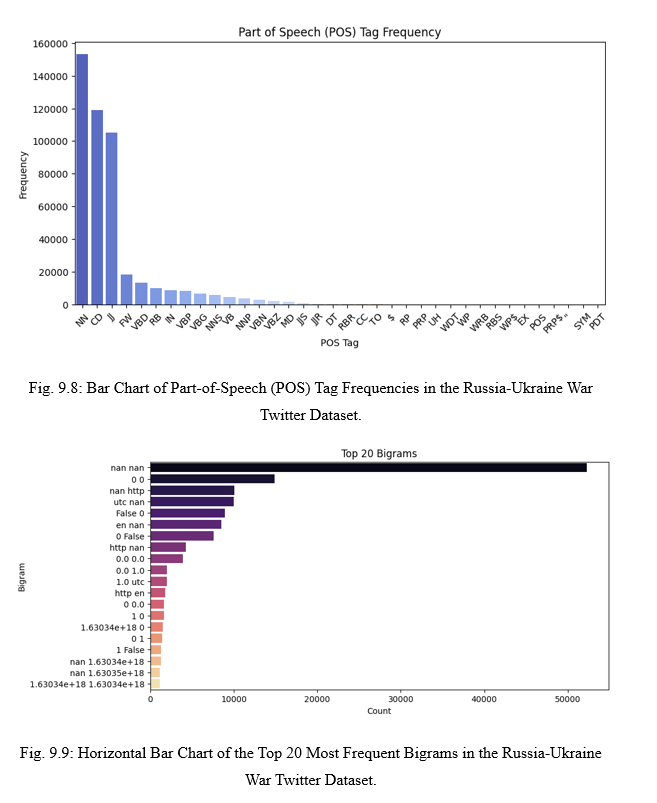 Part of Speech (POS) Tag Frequency
160000
140000
120000
100000
80000
60000
40000
20000
0
Frequency
NN CD JJ FW VBD RB IN VBP VBG NNS VB NNP VBN VBZ MD JJS JJR DT RBR CC TO $ RP PRP UH WDT WP WRB RBS WP$ EX POS PRP$ " SYM PDT
POS Tag
Fig. 9.8: Bar Chart of Part-of-Speech (POS) Tag Frequencies in the Russia-Ukraine War
Twitter Dataset.
Top 20 Bigrams
nan nan
0 0
nan http
utc nan
False 0
en nan
0 False
http nan
0.0 0.0
0.0 1.0
1.0 utc
http en
0 0.0
1 0
1.63034e+18 0
0 1
1 False
nan 1.63034e+18
nan 1.63035e+18
1.63034e+18 1.63034e+18
Bigram
0 10000 20000 30000 40000 50000
Count
Fig. 9.9: Horizontal Bar Chart of the Top 20 Most Frequent Bigrams in the Russia-Ukraine
War Twitter Dataset.